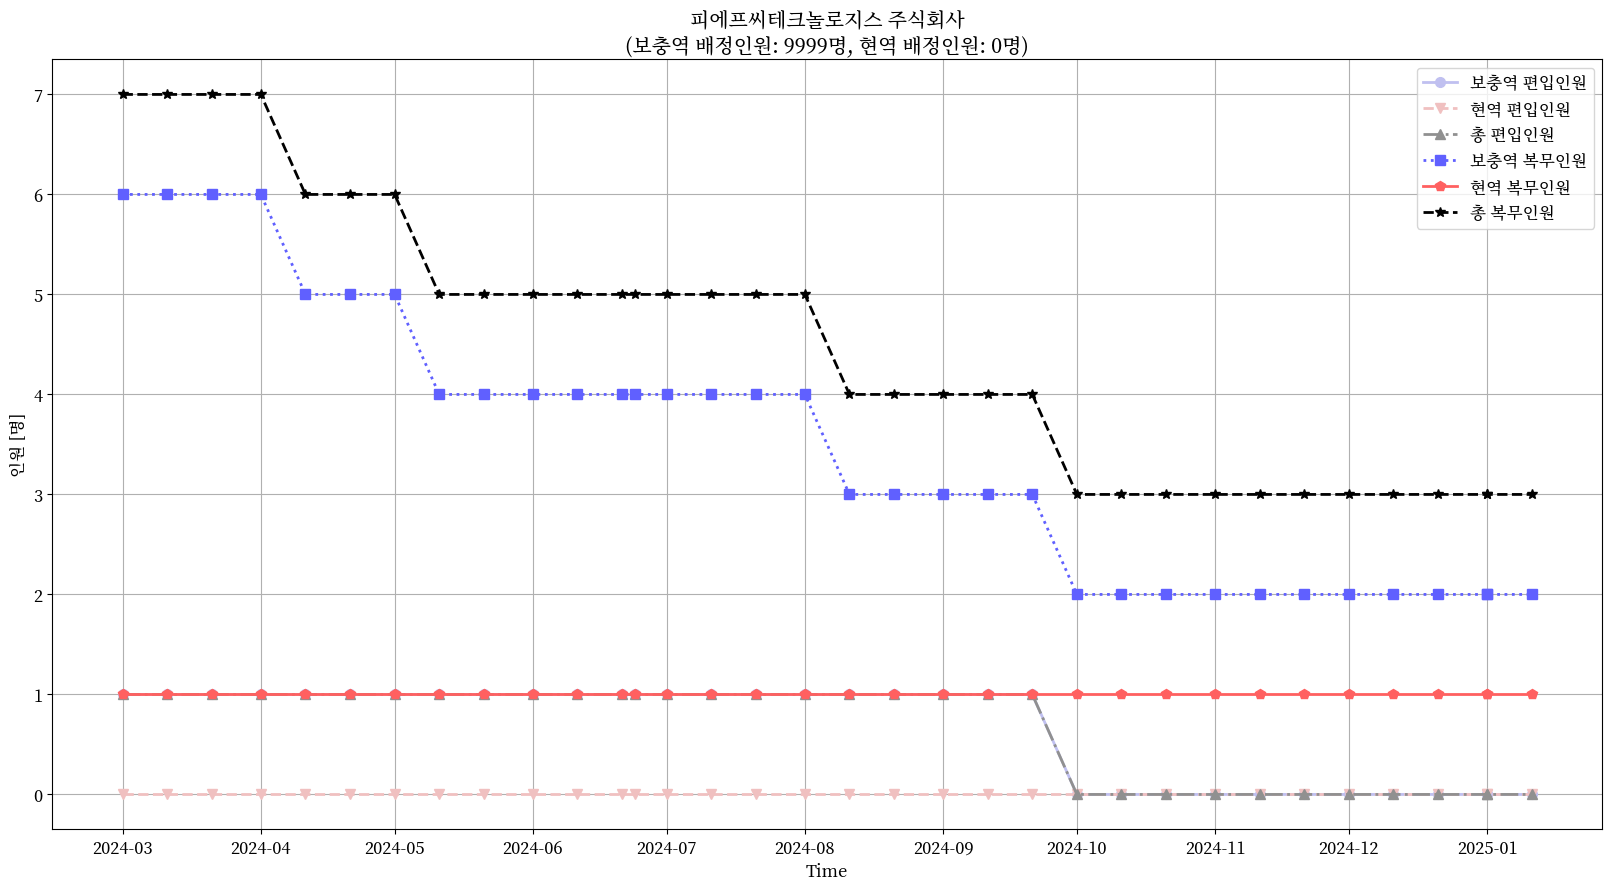 피에프씨테크놀로지스 주식회사
(보충역 배정인원: 9999명, 현역 배정인원: 0명)
보충역 편입인원
현역 편입인원
총 편입인원
보충역 복무인원
현역 복무인원
총 복무인원
인원 [명]
7
6
5
4
3
2
1
0
2024-03 2024-04 2024-05 2024-06 2024-07 2024-08 2024-09 2024-10 2024-11 2024-12 2025-01
Time